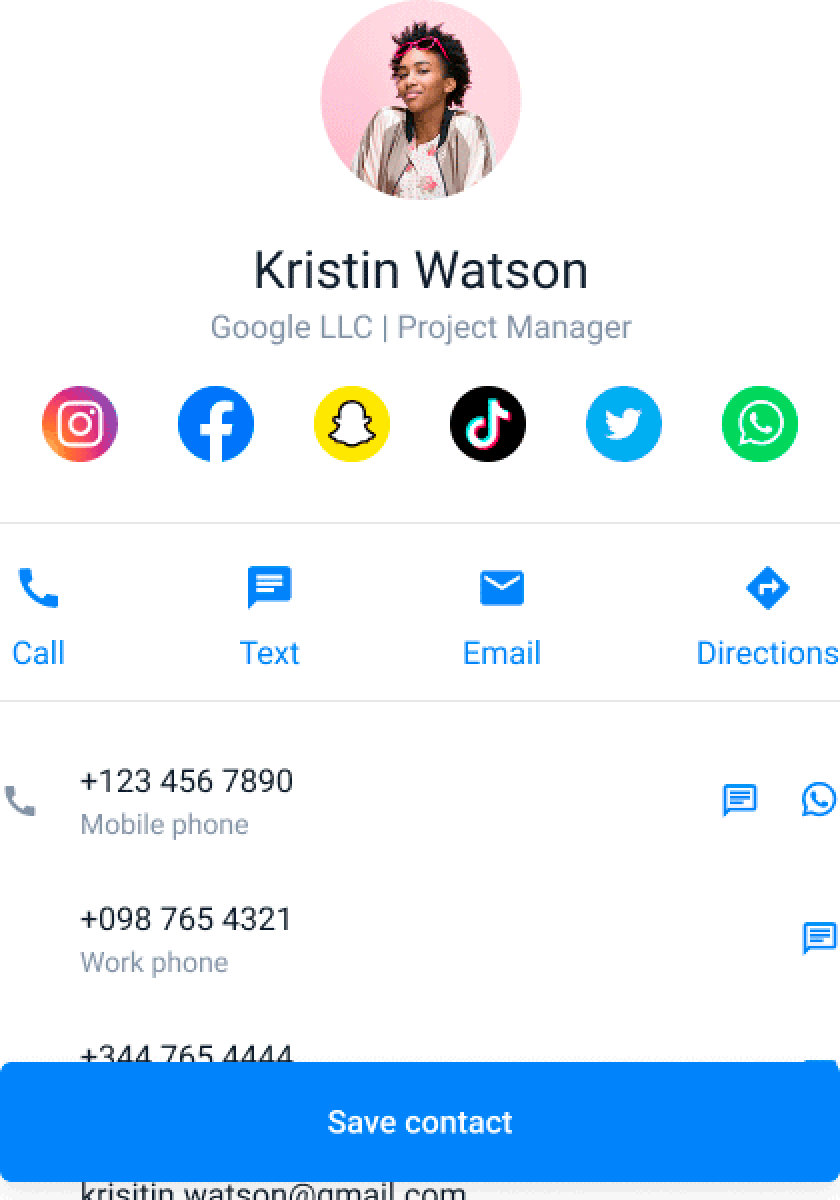 Kristin Watson
Google LLC | Project Manager
Call
Text
Email
Directions
+123 456 7890
Mobile phone
+098 765 4321
Work phone
+344 765 4444
Save contact
krisitin.watson@gmail.com